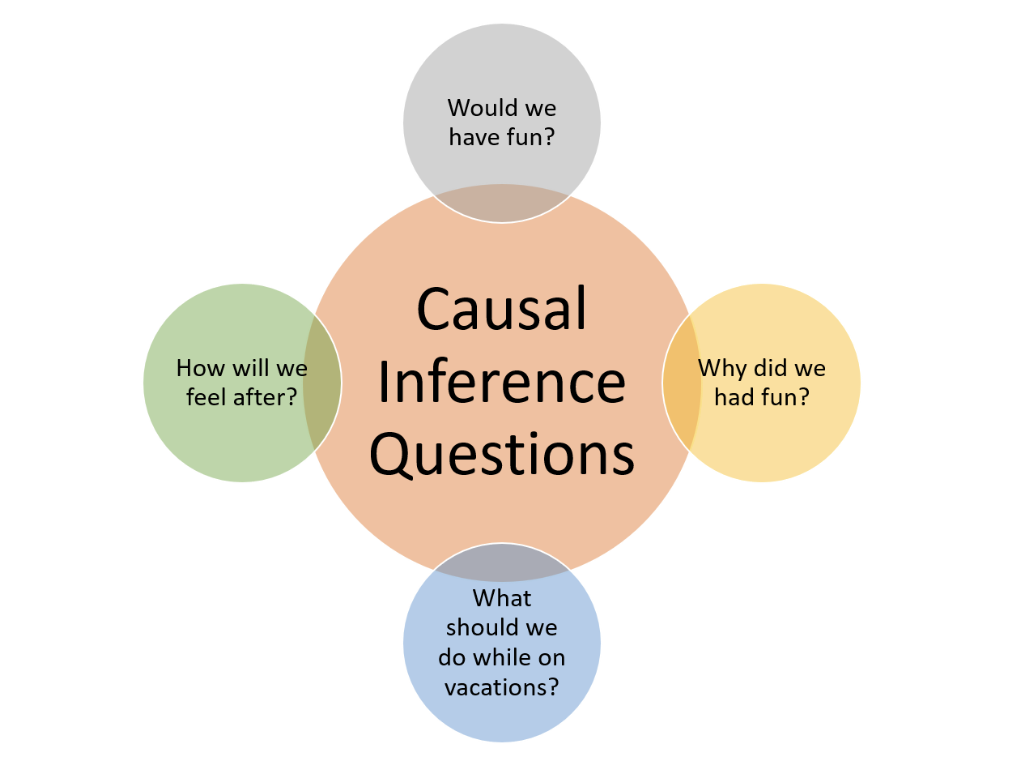 Would we
have fun?
Causal
Inference
Questions
How will we
feel after?
Why did we
had fun?
What
should we
do while on
vacations?